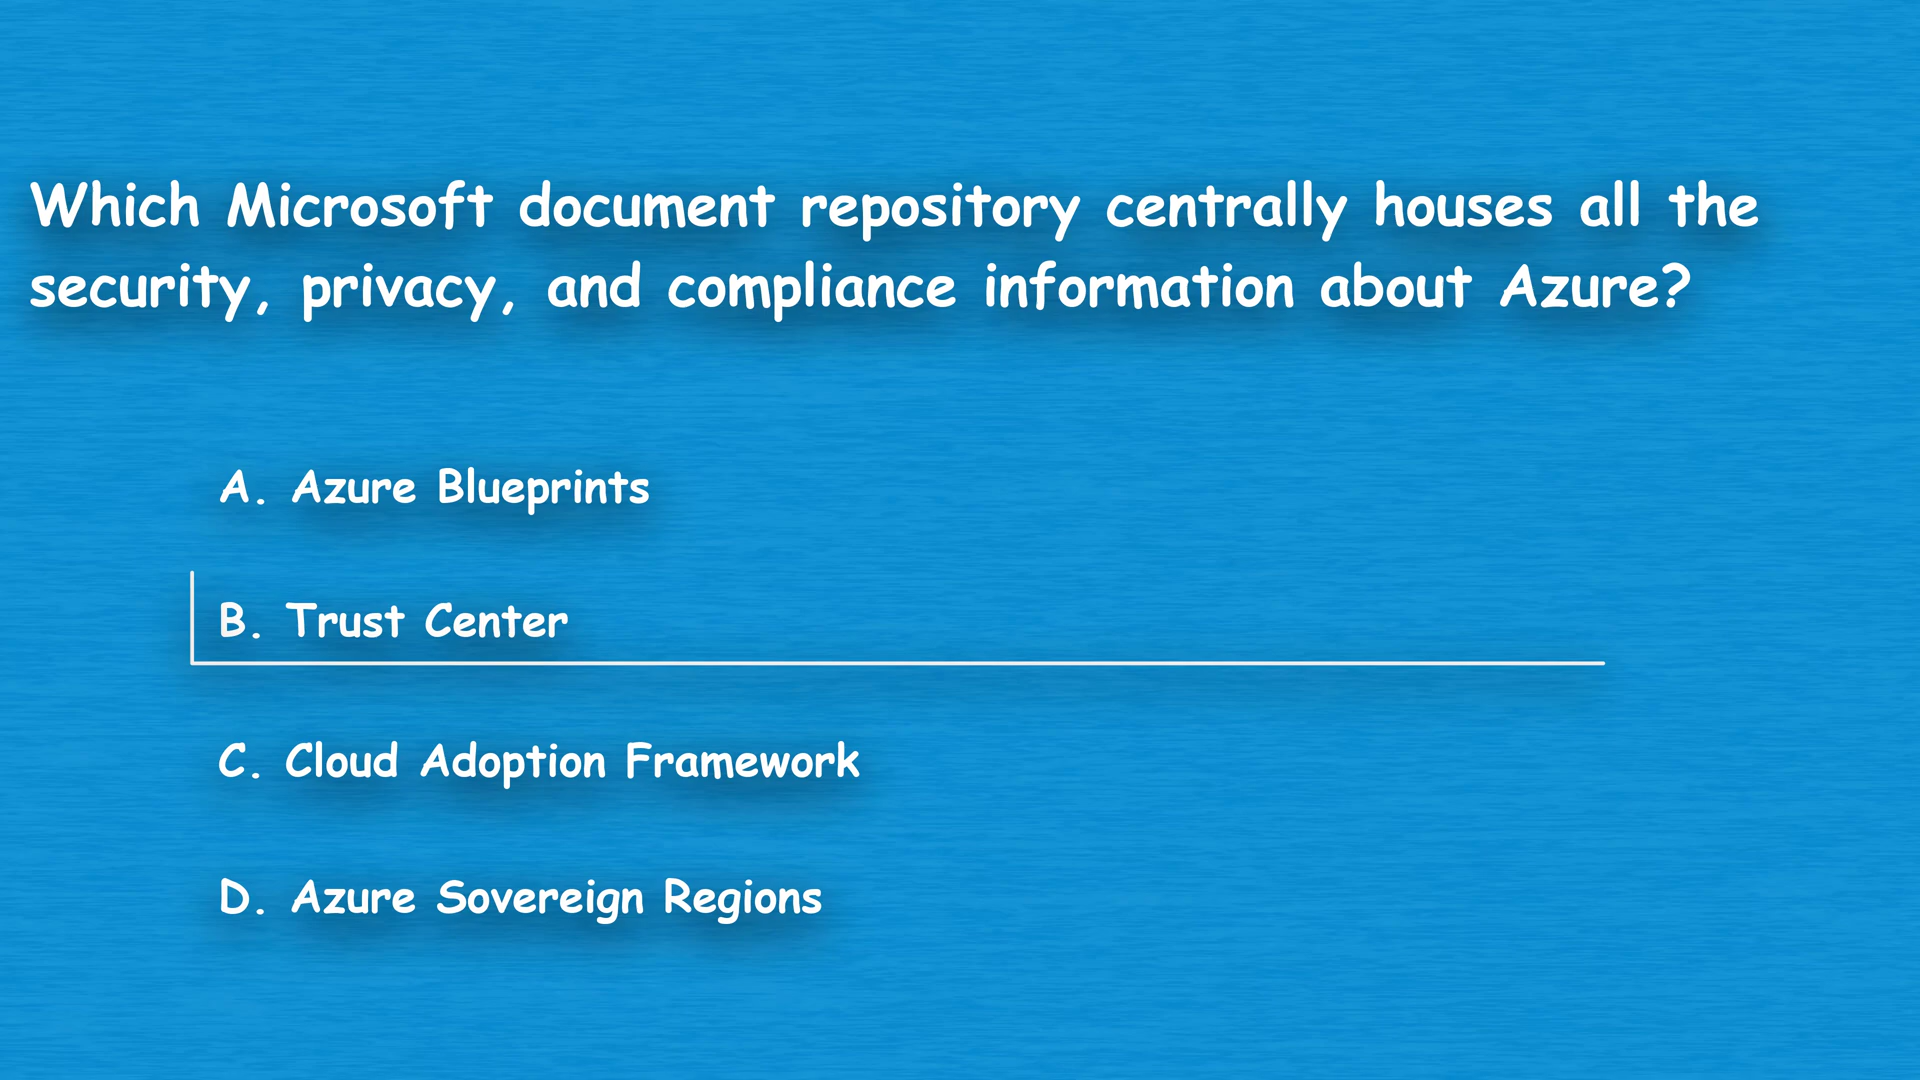 Which Microsoft document repository centrally houses all the
security, privacy, and compliance information about Azure?
A. Azure Blueprints
B. Trust Center
C. Cloud Adoption Framework
D. Azure Sovereign Regions